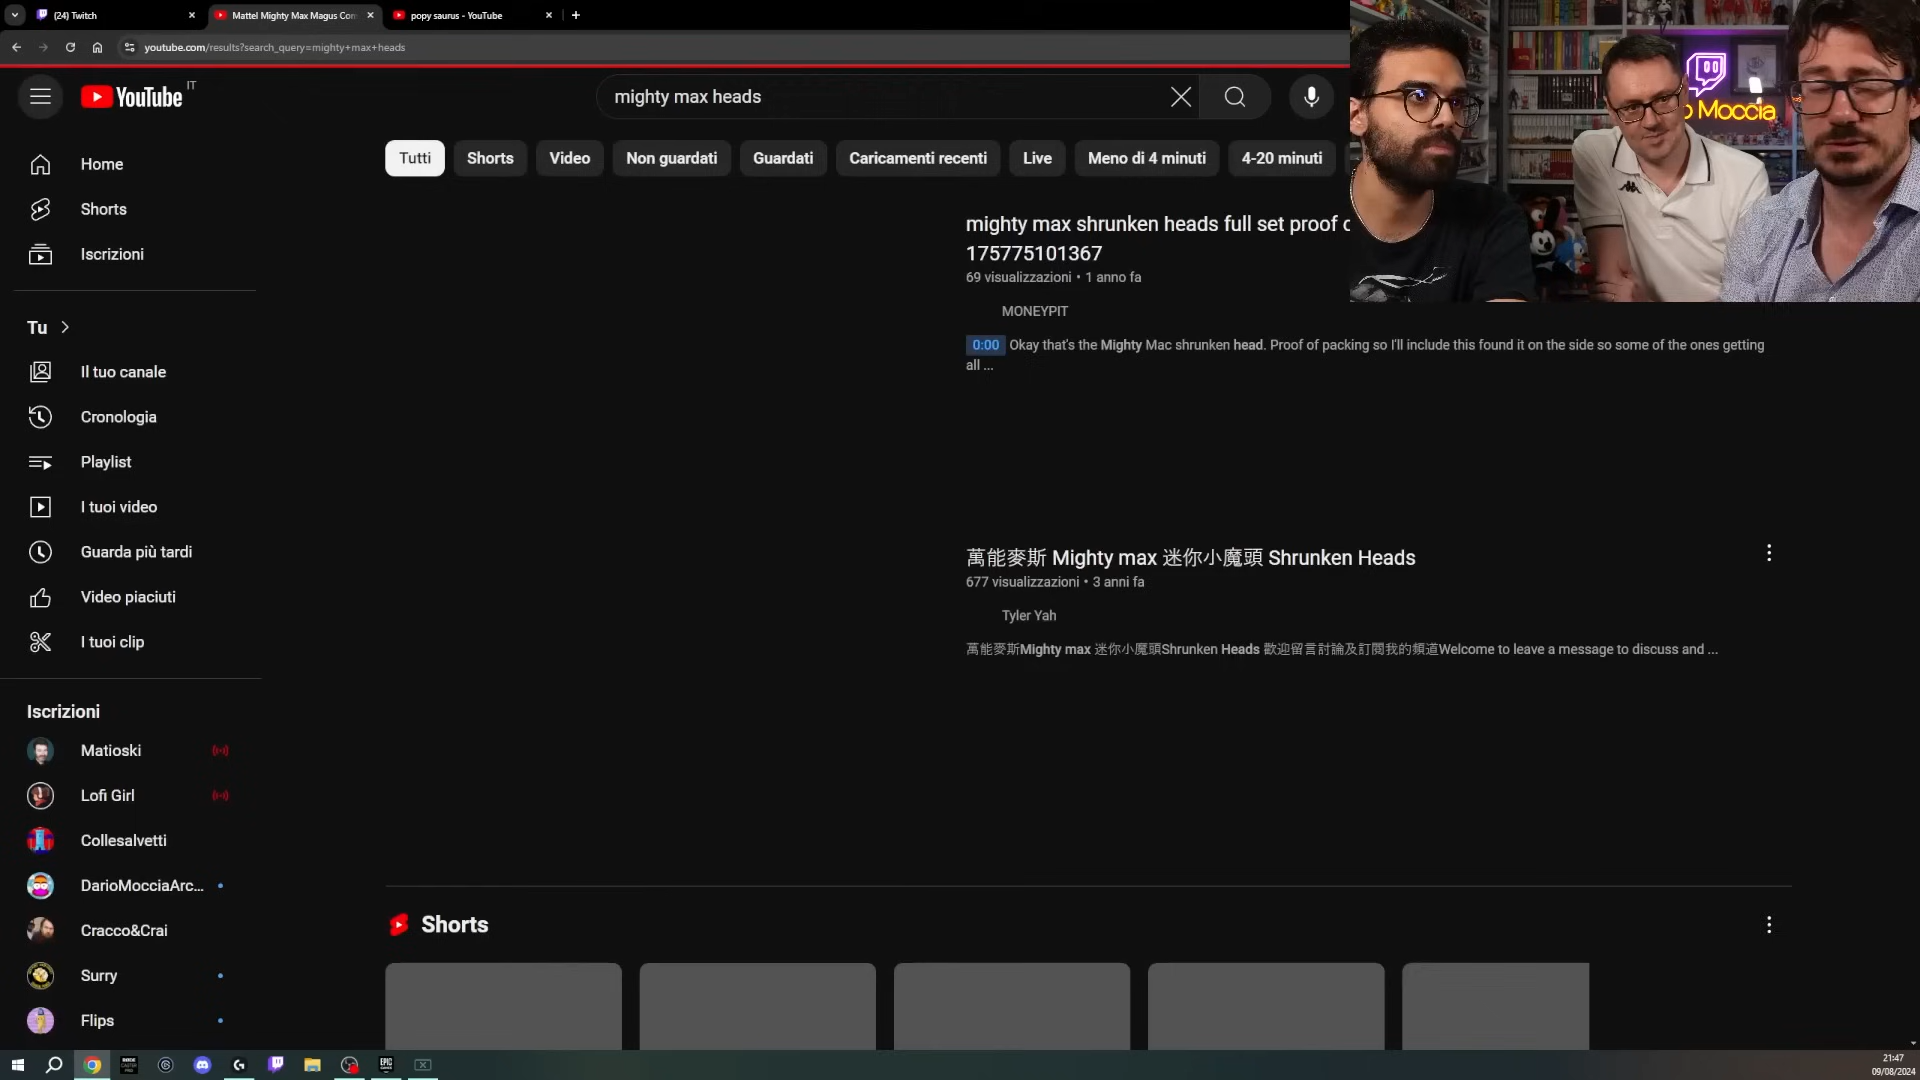 (24) Twitch
Mattel Mighty Max Magus Con
popy saurus - YouTube
youtube.com/results?search_query=mighty+max+heads
YouTube
IT
mighty max heads
Tutti
Shorts
Video
Non guardati
Guardati
Caricamenti recenti
Live
Meno di 4 minuti
4-20 minuti
Home
Shorts
Iscrizioni
Tu
Il tuo canale
Cronologia
Playlist
I tuoi video
Guarda più tardi
Video piaciuti
I tuoi clip
Iscrizioni
Matioski
Lofi Girl
Collesalvetti
DarioMocciaArc...
Cracco&Crai
Surry
Flips
mighty max shrunken heads full set proof
1757751013​67
69 visualizzazioni • 1 anno fa
MONEYPIT
0:00 Okay that's the Mighty Mac shrunken head. Proof of packing so I'll include this found it on the side so some of the ones getting
all ...
萬能麥斯 Mighty max 迷你小魔頭 Shrunken Heads
677 visualizzazioni • 3 anni fa
Tyler Yah
萬能麥斯Mighty max 迷你小魔頭Shrunken Heads 歡迎留言討論及訂閱我的頻道Welcome to leave a message to discuss and ...
Shorts
o Moccia
EPIC
GAMES
21:47
09/08/2024